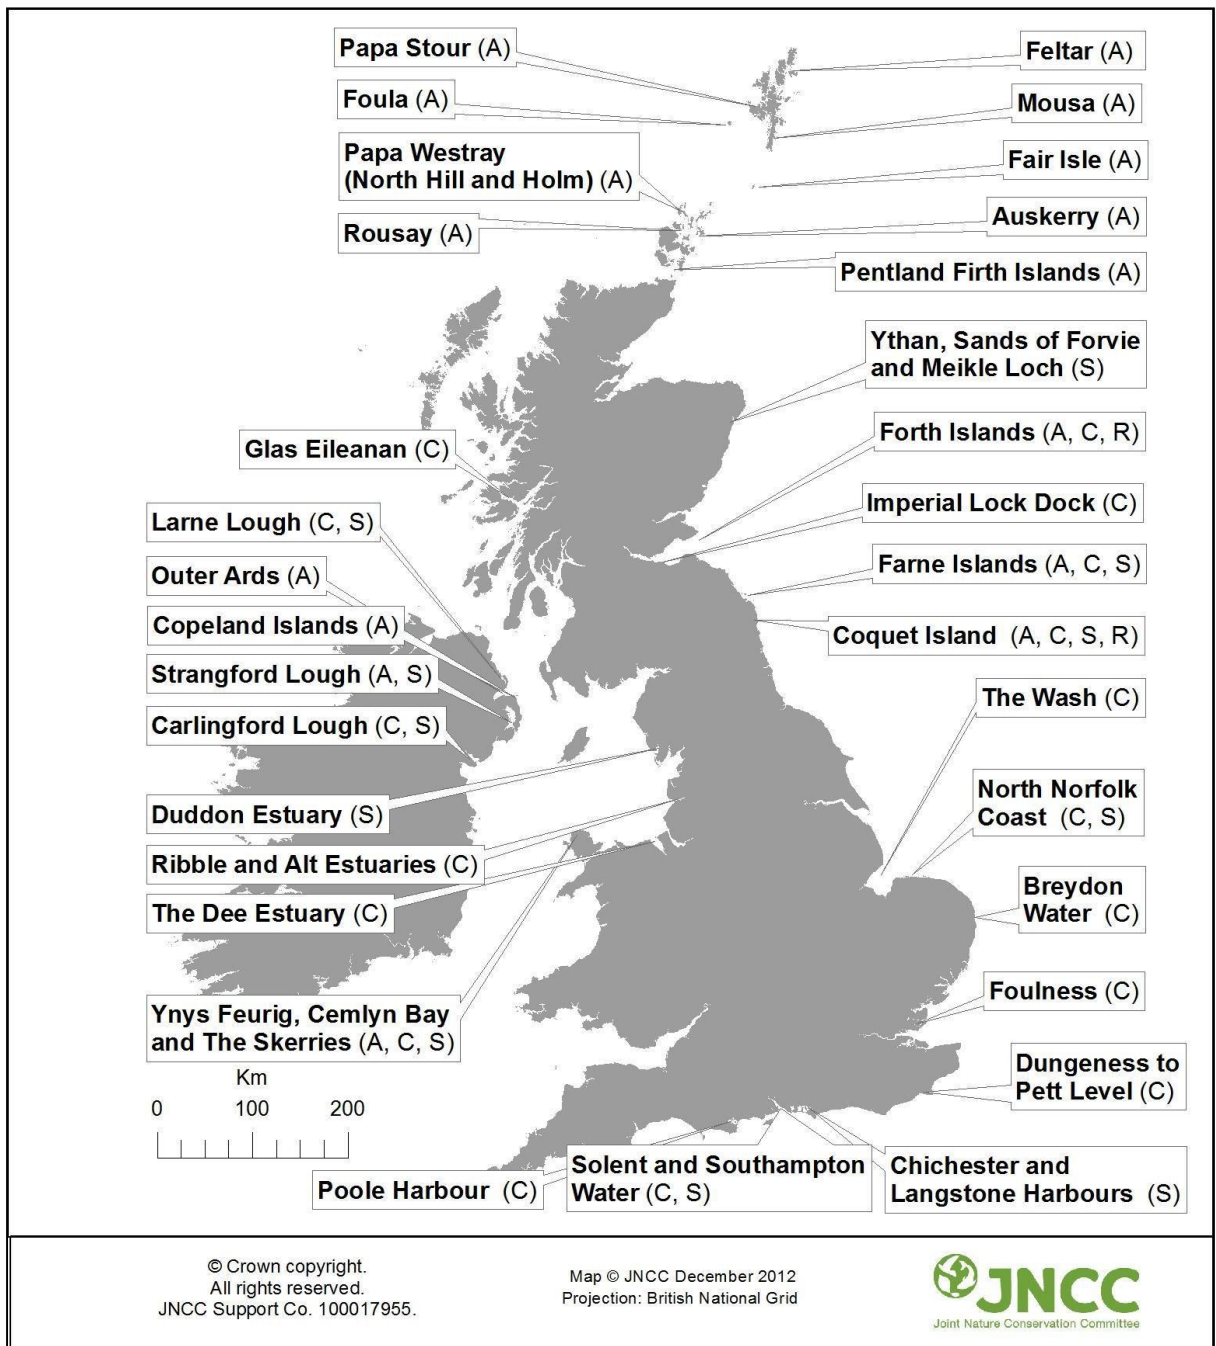 Papa Stour (A)
Feltar (A)
Foula (A)
Mousa (A)
Papa Westray
(North Hill and Holm) (A)
Fair Isle (A)
Rousay (A)
Auskerry (A)
Pentland Firth Islands (A)
Ythan, Sands of Forvie
and Meikle Loch (S)
Forth Islands (A, C, R)
Glas Eileanan (C)
Imperial Lock Dock (C)
Larne Lough (C, S)
Farne Islands (A, C, S)
Outer Ards (A)
Copeland Islands (A)
Coquet Island (A, C, S, R)
Strangford Lough (A, S)
The Wash (C)
Carlingford Lough (C, S)
North Norfolk
Coast (C, S)
Duddon Estuary (S)
Ribble and Alt Estuaries (C)
Breydon
Water (C)
The Dee Estuary (C)
Foulness (C)
Ynys Feurig, Cemlyn Bay
and The Skerries (A, C, S)
Dungeness to
Pett Level (C)
Km
0 100 200
Poole Harbour (C)
Solent and Southampton
Water (C, S)
Chichester and
Langstone Harbours (S)
© Crown copyright.
All rights reserved.
JNCC Support Co. 100017955.
Map © JNCC December 2012
Projection: British National Grid
JNCC
Joint Nature Conservation Committee